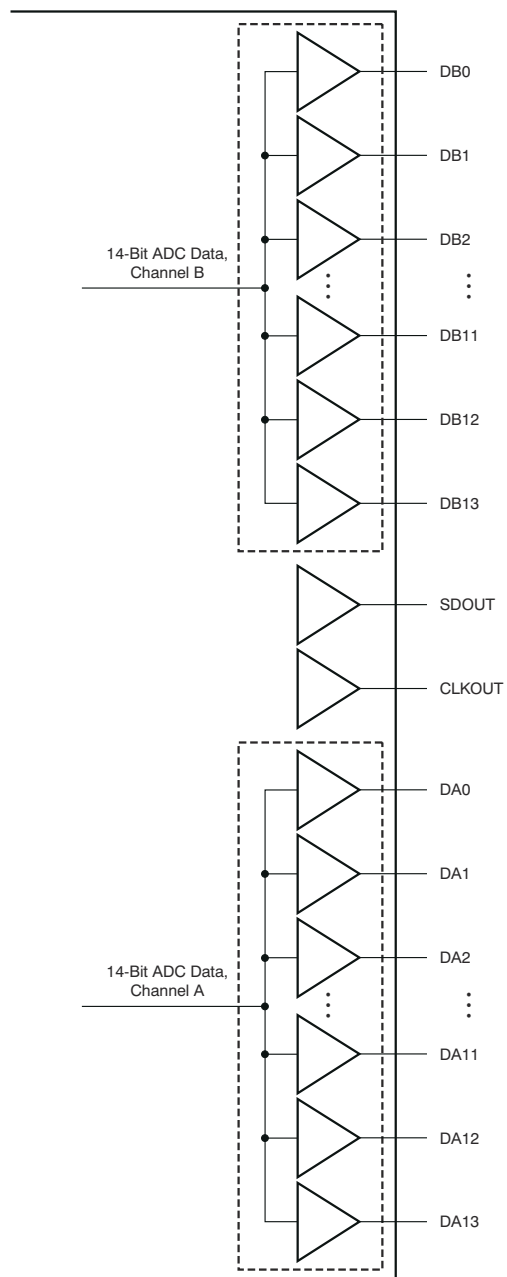 DB0
DB1
DB2
14-Bit ADC Data,
Channel B
DB11
DB12
DB13
SDOUT
CLKOUT
DA0
DA1
DA2
14-Bit ADC Data,
Channel A
DA11
DA12
DA13